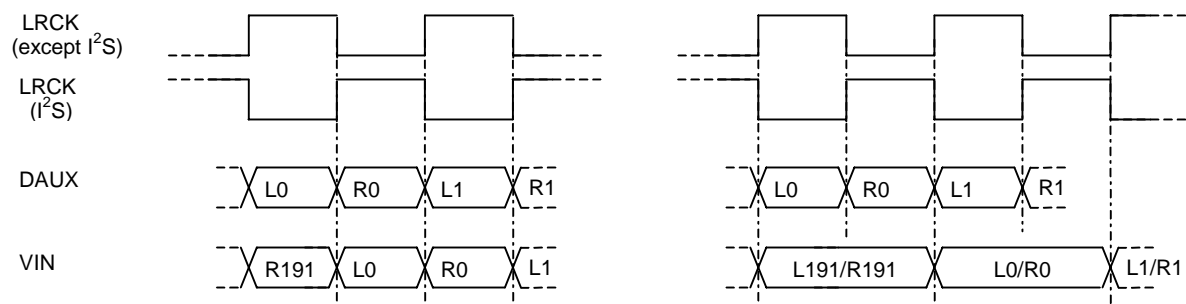 LRCK
(except I²S)
LRCK
(I²S)
DAUX
L0 R0 L1 R1
L0 R0 L1 R1
VIN
R191 L0 R0 L1
L191/R191 L0/R0 L1/R1